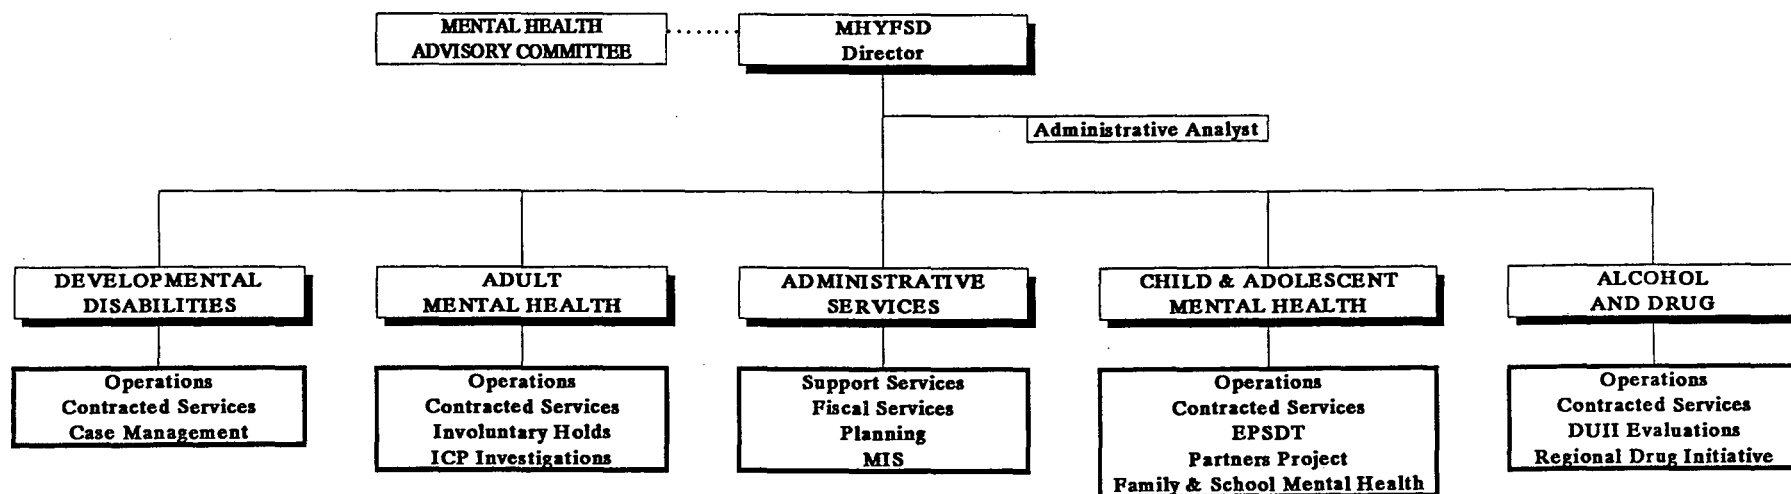 MENTAL HEALTH
ADVISORY COMMITTEE
MHYFSD
Director
Administrative Analyst
DEVELOPMENTAL
DISABILITIES
ADULT
MENTAL HEALTH
ADMINISTRATIVE
SERVICES
CHILD & ADOLESCENT
MENTAL HEALTH
ALCOHOL
AND DRUG
Operations
Contracted Services
Case Management
Operations
Contracted Services
Involuntary Holds
ICP Investigations
Support Services
Fiscal Services
Planning
MIS
Operations
Contracted Services
EPSDT
Partners Project
Family & School Mental Health
Operations
Contracted Services
DUII Evaluations
Regional Drug Initiative